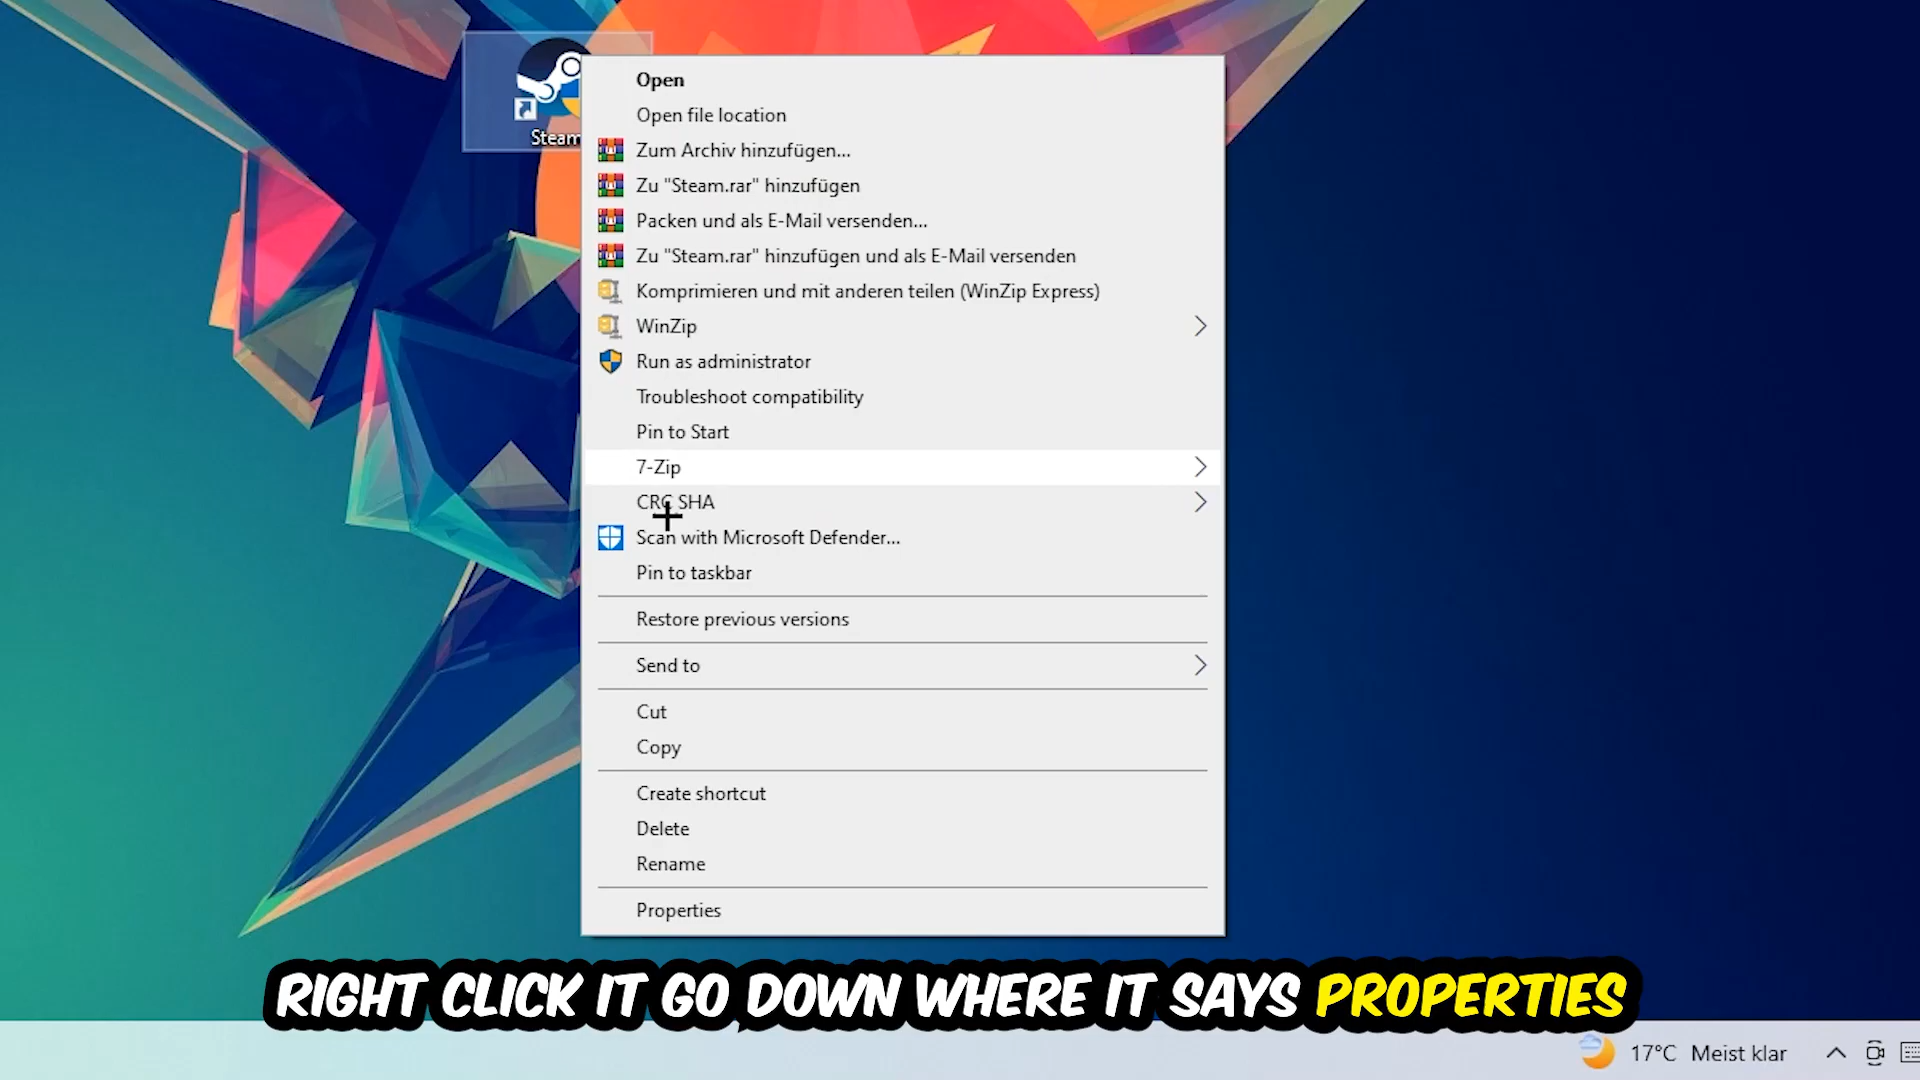 Steam
Open
Open file location
Zum Archiv hinzufügen...
Zu "Steam.rar" hinzufügen
Packen und als E-Mail versenden...
Zu "Steam.rar" hinzufügen und als E-Mail versenden
Komprimieren und mit anderen teilen (WinZip Express)
WinZip
Run as administrator
Troubleshoot compatibility
Pin to Start
7-Zip
CRC SHA
Scan with Microsoft Defender...
Pin to taskbar
Restore previous versions
Send to
Cut
Copy
Create shortcut
Delete
Rename
Properties
RIGHT CLICK IT GO DOWN WHERE IT SAYS PROPERTIES
17°C Meist klar